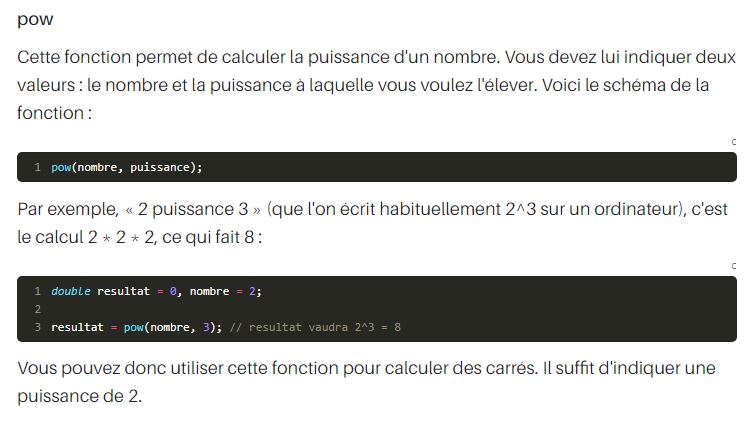 pow
Cette fonction permet de calculer la puissance d'un nombre. Vous devez lui indiquer deux
valeurs : le nombre et la puissance à laquelle vous voulez l'élever. Voici le schéma de la
fonction :
C
1 pow(nombre, puissance);
Par exemple, « 2 puissance 3 » (que l'on écrit habituellement 2^3 sur un ordinateur), c'est
le calcul 2 * 2 * 2, ce qui fait 8 :
C
1 double resultat = 0, nombre = 2;
2
3 resultat = pow(nombre, 3); // resultat vaudra 2^3 = 8
Vous pouvez donc utiliser cette fonction pour calculer des carrés. Il suffit d'indiquer une
puissance de 2.